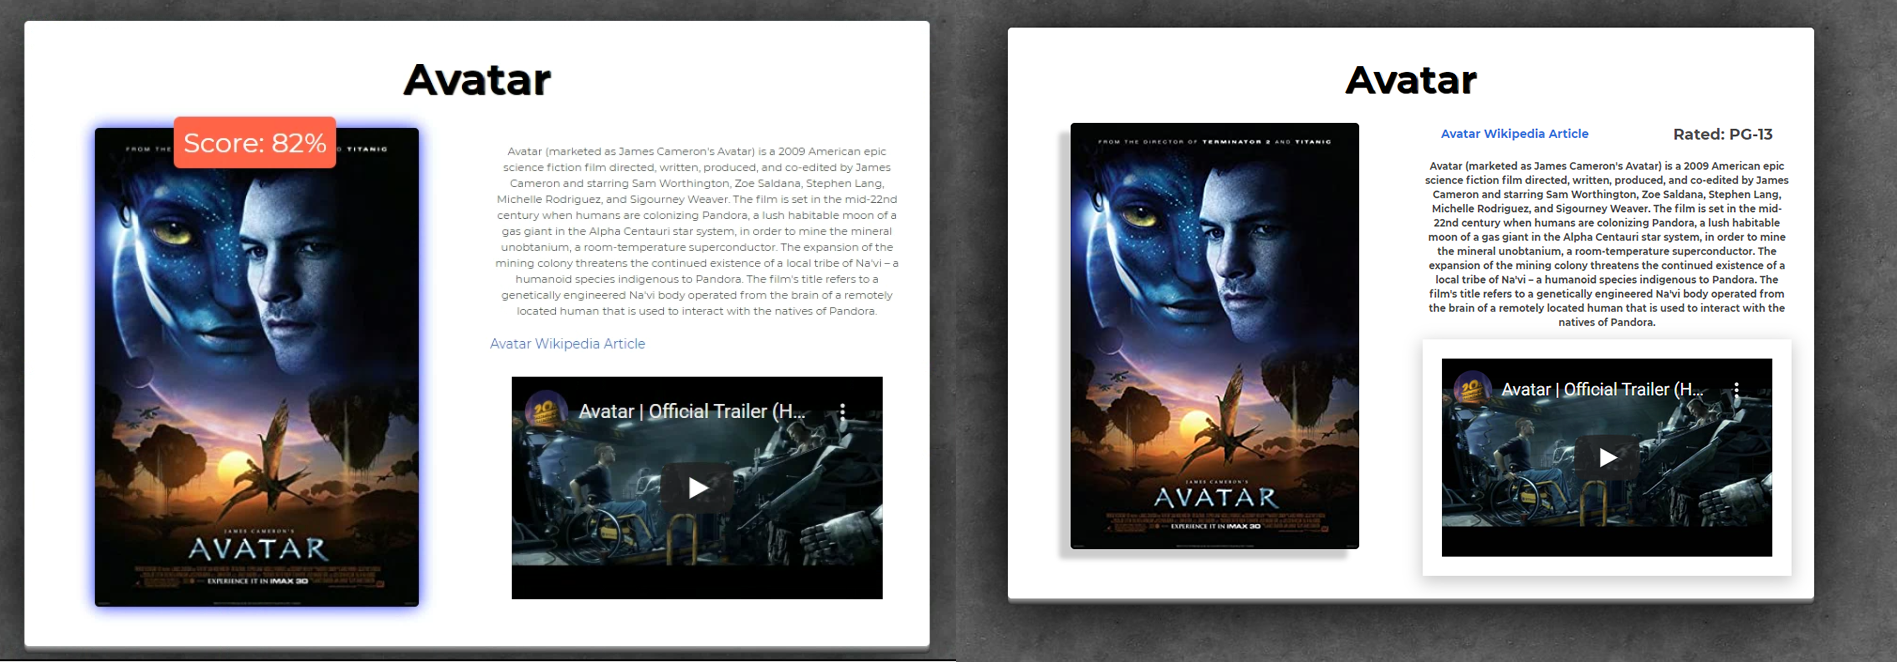 Avatar
Score: 82%
FROM THE
D TITANIC
JAMES CAMERON'S
AVATAR
EXPERIENCE IT IN IMAX 3D
Avatar (marketed as James Cameron's Avatar) is a 2009 American epic
science fiction film directed, written, produced, and co-edited by James
Cameron and starring Sam Worthington, Zoe Saldana, Stephen Lang,
Michelle Rodriguez, and Sigourney Weaver. The film is set in the mid-22nd
century when humans are colonizing Pandora, a lush habitable moon of a
gas giant in the Alpha Centauri star system, in order to mine the mineral
unobtanium, a room-temperature superconductor. The expansion of the
mining colony threatens the continued existence of a local tribe of Na'vi – a
humanoid species indigenous to Pandora. The film's title refers to a
genetically engineered Na'vi body operated from the brain of a remotely
located human that is used to interact with the natives of Pandora.
Avatar Wikipedia Article
Avatar | Official Trailer (H...
Avatar
FROM THE DIRECTOR OF TERMINATOR 2 AND TITANIC
JAMES CAMERON'S
AVATAR
EXPERIENCE IT IN IMAX 3D
Avatar Wikipedia Article
Rated: PG-13
Avatar (marketed as James Cameron's Avatar) is a 2009 American epic
science fiction film directed, written, produced, and co-edited by James
Cameron and starring Sam Worthington, Zoe Saldana, Stephen Lang,
Michelle Rodriguez, and Sigourney Weaver. The film is set in the mid-
22nd century when humans are colonizing Pandora, a lush habitable
moon of a gas giant in the Alpha Centauri star system, in order to mine
the mineral unobtanium, a room-temperature superconductor. The
expansion of the mining colony threatens the continued existence of a
local tribe of Na'vi – a humanoid species indigenous to Pandora. The
film's title refers to a genetically engineered Na'vi body operated from
the brain of a remotely located human that is used to interact with the
natives of Pandora.
Avatar | Official Trailer (H...